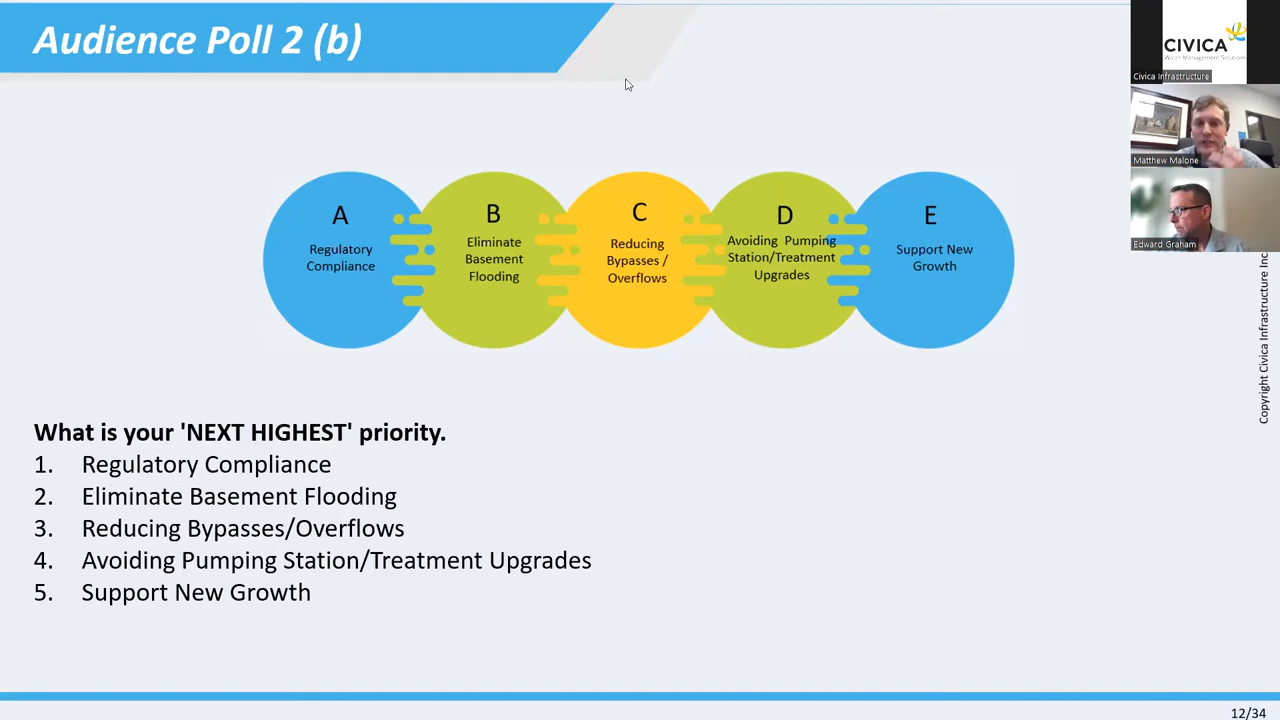 Audience Poll 2 (b)
CIVICA
Water Management Solutions
Civica Infrastructure
Matthew Malone
Edward Graham
A
Regulatory
Compliance
B
Eliminate
Basement
Flooding
C
Reducing
Bypasses /
Overflows
D
Avoiding Pumping
Station/Treatment
Upgrades
E
Support New
Growth
Copyright Civica Infrastructure Inc
What is your 'NEXT HIGHEST' priority.
1. Regulatory Compliance
2. Eliminate Basement Flooding
3. Reducing Bypasses/Overflows
4. Avoiding Pumping Station/Treatment Upgrades
5. Support New Growth
12/34